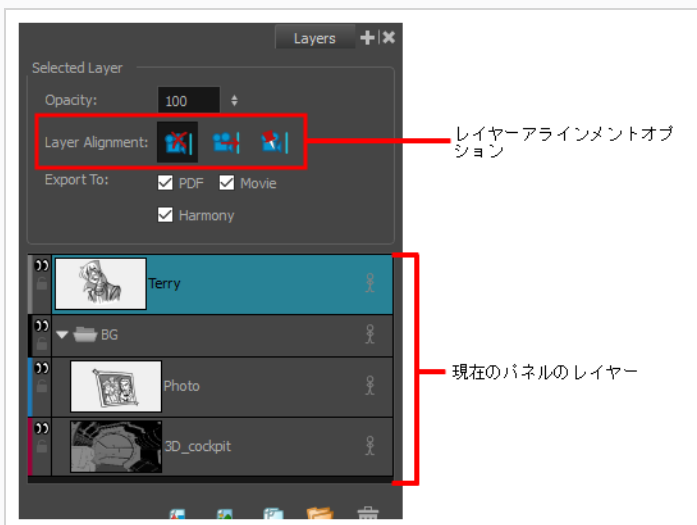 Layers
Selected Layer
Opacity: 100
Layer Alignment:
レイヤーアラインメントオプ
ション
Export To: PDF Movie
Harmony
Terry
BG
現在のパネルのレイヤー
Photo
3D_cockpit